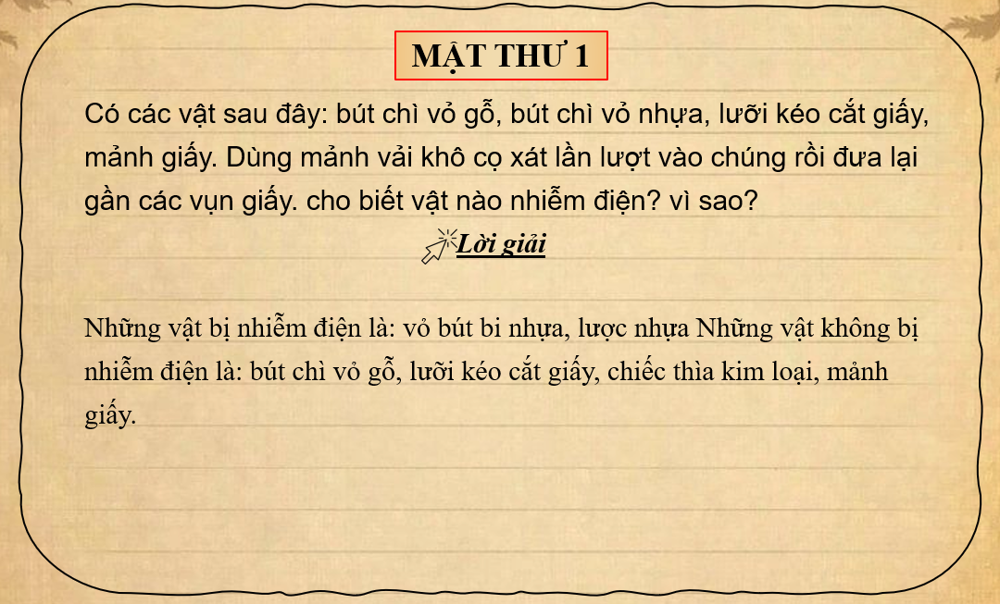 MẬT THƯ 1
Có các vật sau đây: bút chì vỏ gỗ, bút chì vỏ nhựa, lưỡi kéo cắt giấy,
mảnh giấy. Dùng mảnh vải khô cọ xát lần lượt vào chúng rồi đưa lại
gần các vụn giấy. cho biết vật nào nhiễm điện? vì sao?
Lời giải
Những vật bị nhiễm điện là: vỏ bút bi nhựa, lược nhựa Những vật không bị
nhiễm điện là: bút chì vỏ gỗ, lưỡi kéo cắt giấy, chiếc thìa kim loại, mảnh
giấy.